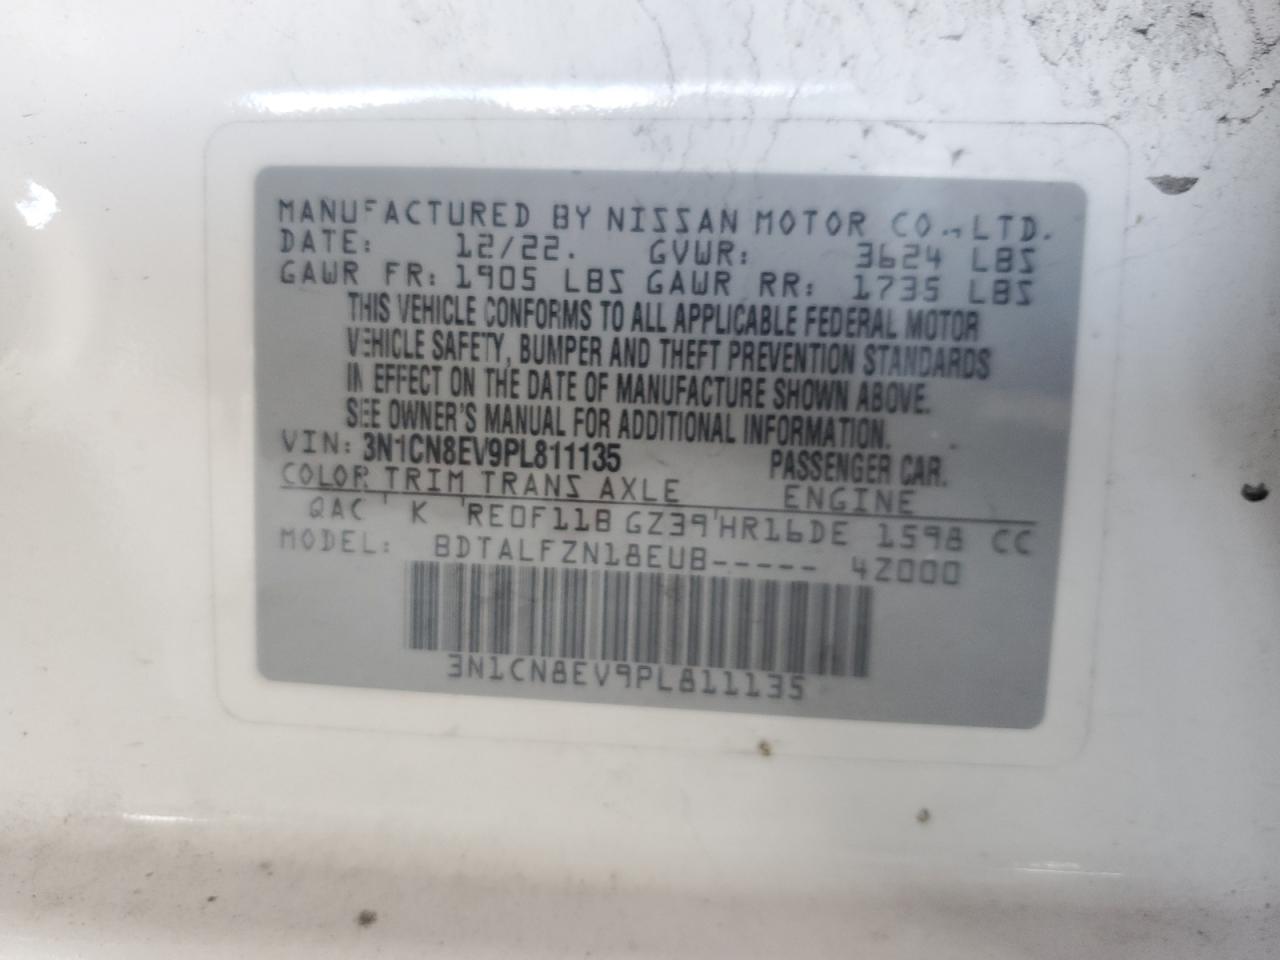 MANUFACTURED BY NISSAN MOTOR CO., LTD.
DATE: 12/22. GVWR: 3624 LBS
GAWR FR: 1905 LBS GAWR RR: 1735 LBS
THIS VEHICLE CONFORMS TO ALL APPLICABLE FEDERAL MOTOR
VEHICLE SAFETY, BUMPER AND THEFT PREVENTION STANDARDS
IN EFFECT ON THE DATE OF MANUFACTURE SHOWN ABOVE.
SEE OWNER'S MANUAL FOR ADDITIONAL INFORMATION.
VIN: 3N1CN8EV9PL811135 PASSENGER CAR.
COLOR TRIM TRANS AXLE ENGINE
QAC K RE0F11B GZ39 HR16DE 1598 CC
MODEL: BDTALFZN18EUB----- 42000
3N1CN8EV9PL811135